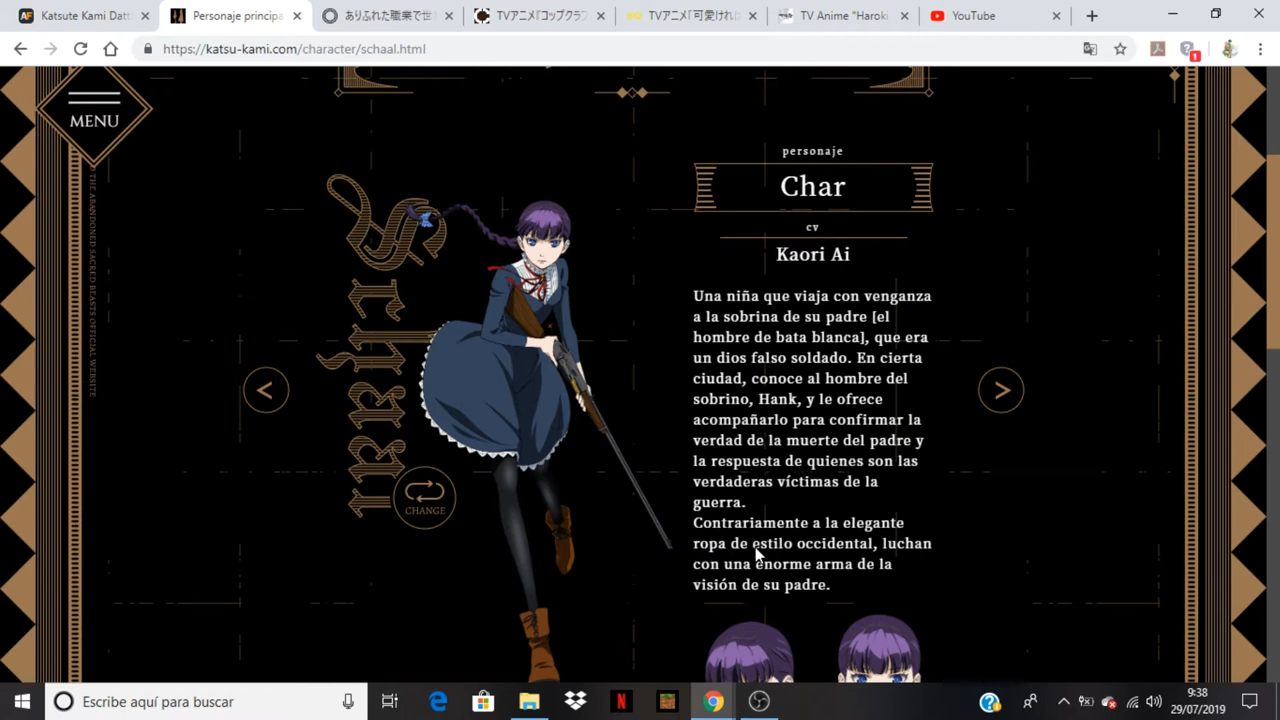 Katsute Kami Datt
Personaje principa
ありふれた職業で世
TVアニメ『コップクラフ
TVアニメ『可愛ければ
TV Anime "Haroki
YouTube
https://katsu-kami.com/character/schaal.html
1
MENU
THE ABANDONED SACRED BEASTS OFFICIAL WEBSITE
personaje
Char
cv
Kaori Ai
Una niña que viaja con venganza
a la sobrina de su padre [el
hombre de bata blanca], que era
un dios falso soldado. En cierta
ciudad, conoce al hombre del
sobrino, Hank, y le ofrece
acompañarlo para confirmar la
verdad de la muerte del padre y
la respuesta de quienes son las
verdaderas víctimas de la
guerra.
Contrariamente a la elegante
ropa de estilo occidental, luchan
con una enorme arma de la
visión de su padre.
<
>
CHANGE
Escribe aquí para buscar
9:38
29/07/2019